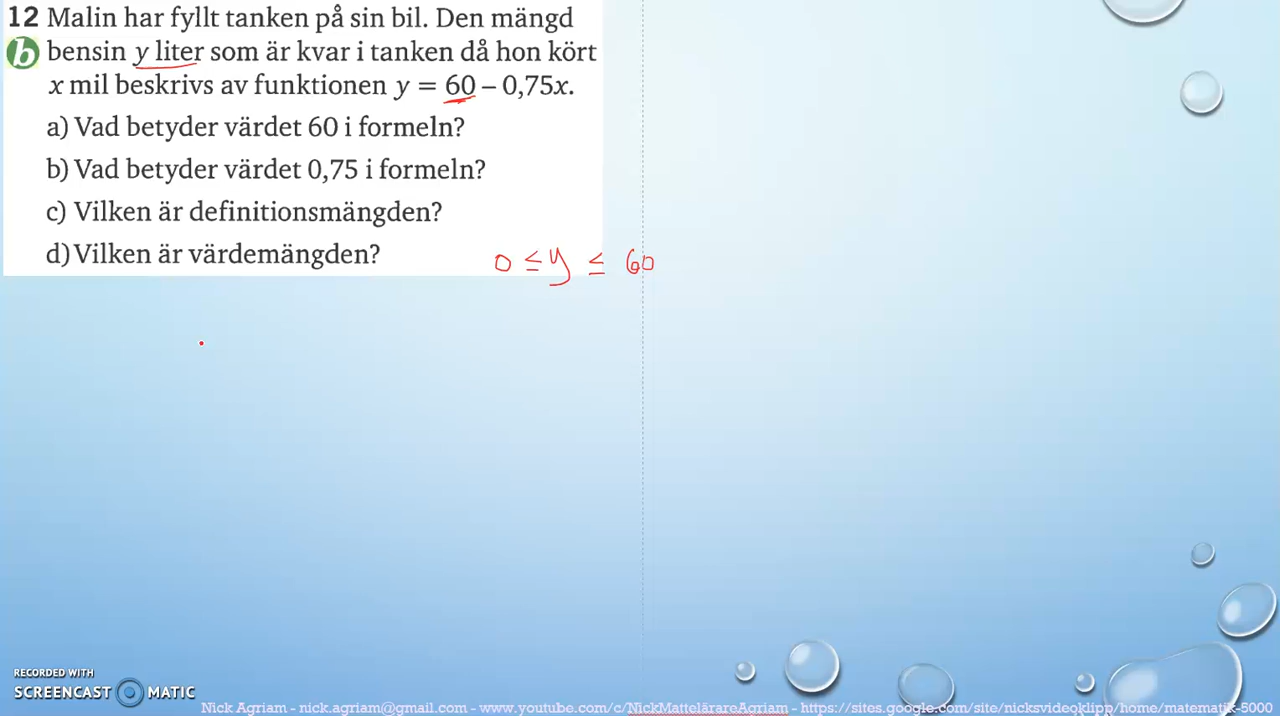 12 Malin har fyllt tanken på sin bil. Den mängd
b bensin y liter som är kvar i tanken då hon kört
x mil beskrivs av funktionen y = 60 – 0,75x.
a) Vad betyder värdet 60 i formeln?
b) Vad betyder värdet 0,75 i formeln?
c) Vilken är definitionsmängden?
d) Vilken är värdemängden?
0 ≤ y ≤ 60
RECORDED WITH
SCREENCAST MATIC
Nick Agriam - nick.agriam@gmail.com - www.youtube.com/c/NickMattelärareAgriam - https://sites.google.com/site/nicksvideoklipp/home/matematik-5000